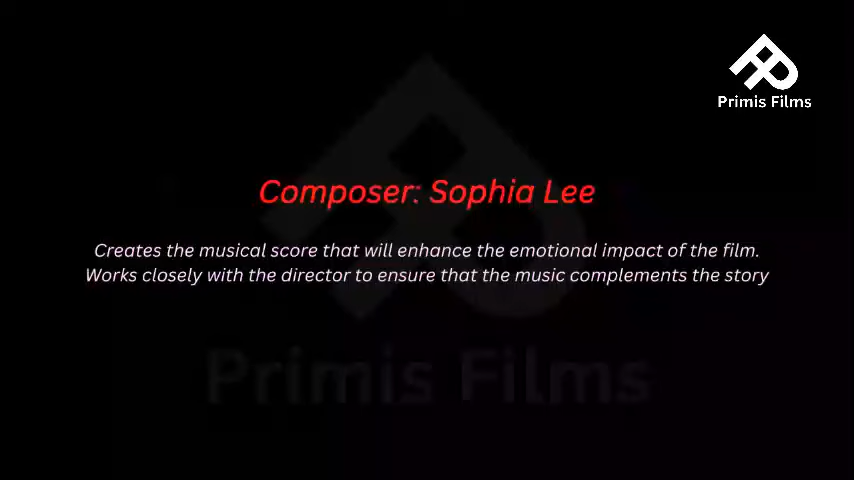 Primis Films
Composer: Sophia Lee
Creates the musical score that will enhance the emotional impact of the film.
Works closely with the director to ensure that the music complements the story
Primis Films